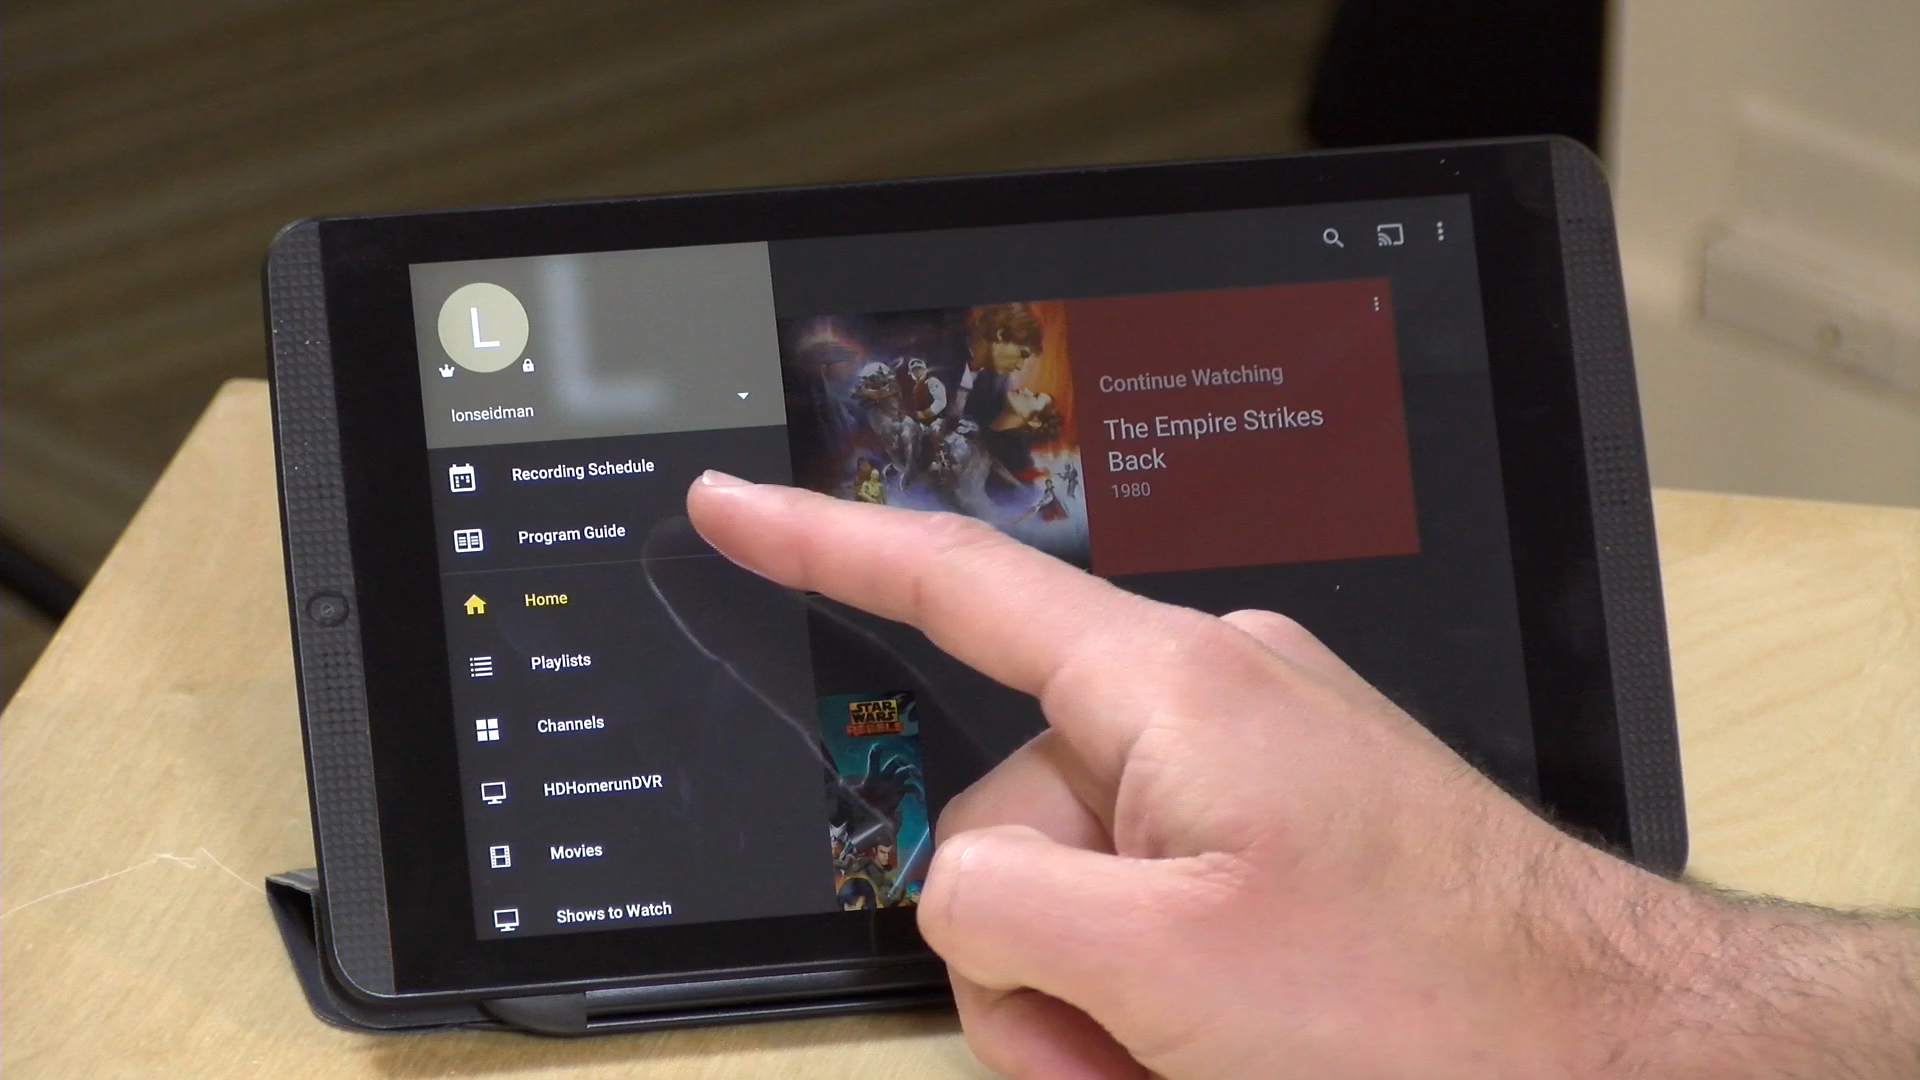 L
lonseidman
Recording Schedule
Program Guide
Home
Playlists
Channels
HDHomerunDVR
Movies
Shows to Watch
Continue Watching
The Empire Strikes
Back
1980
STAR
WARS
REBELS